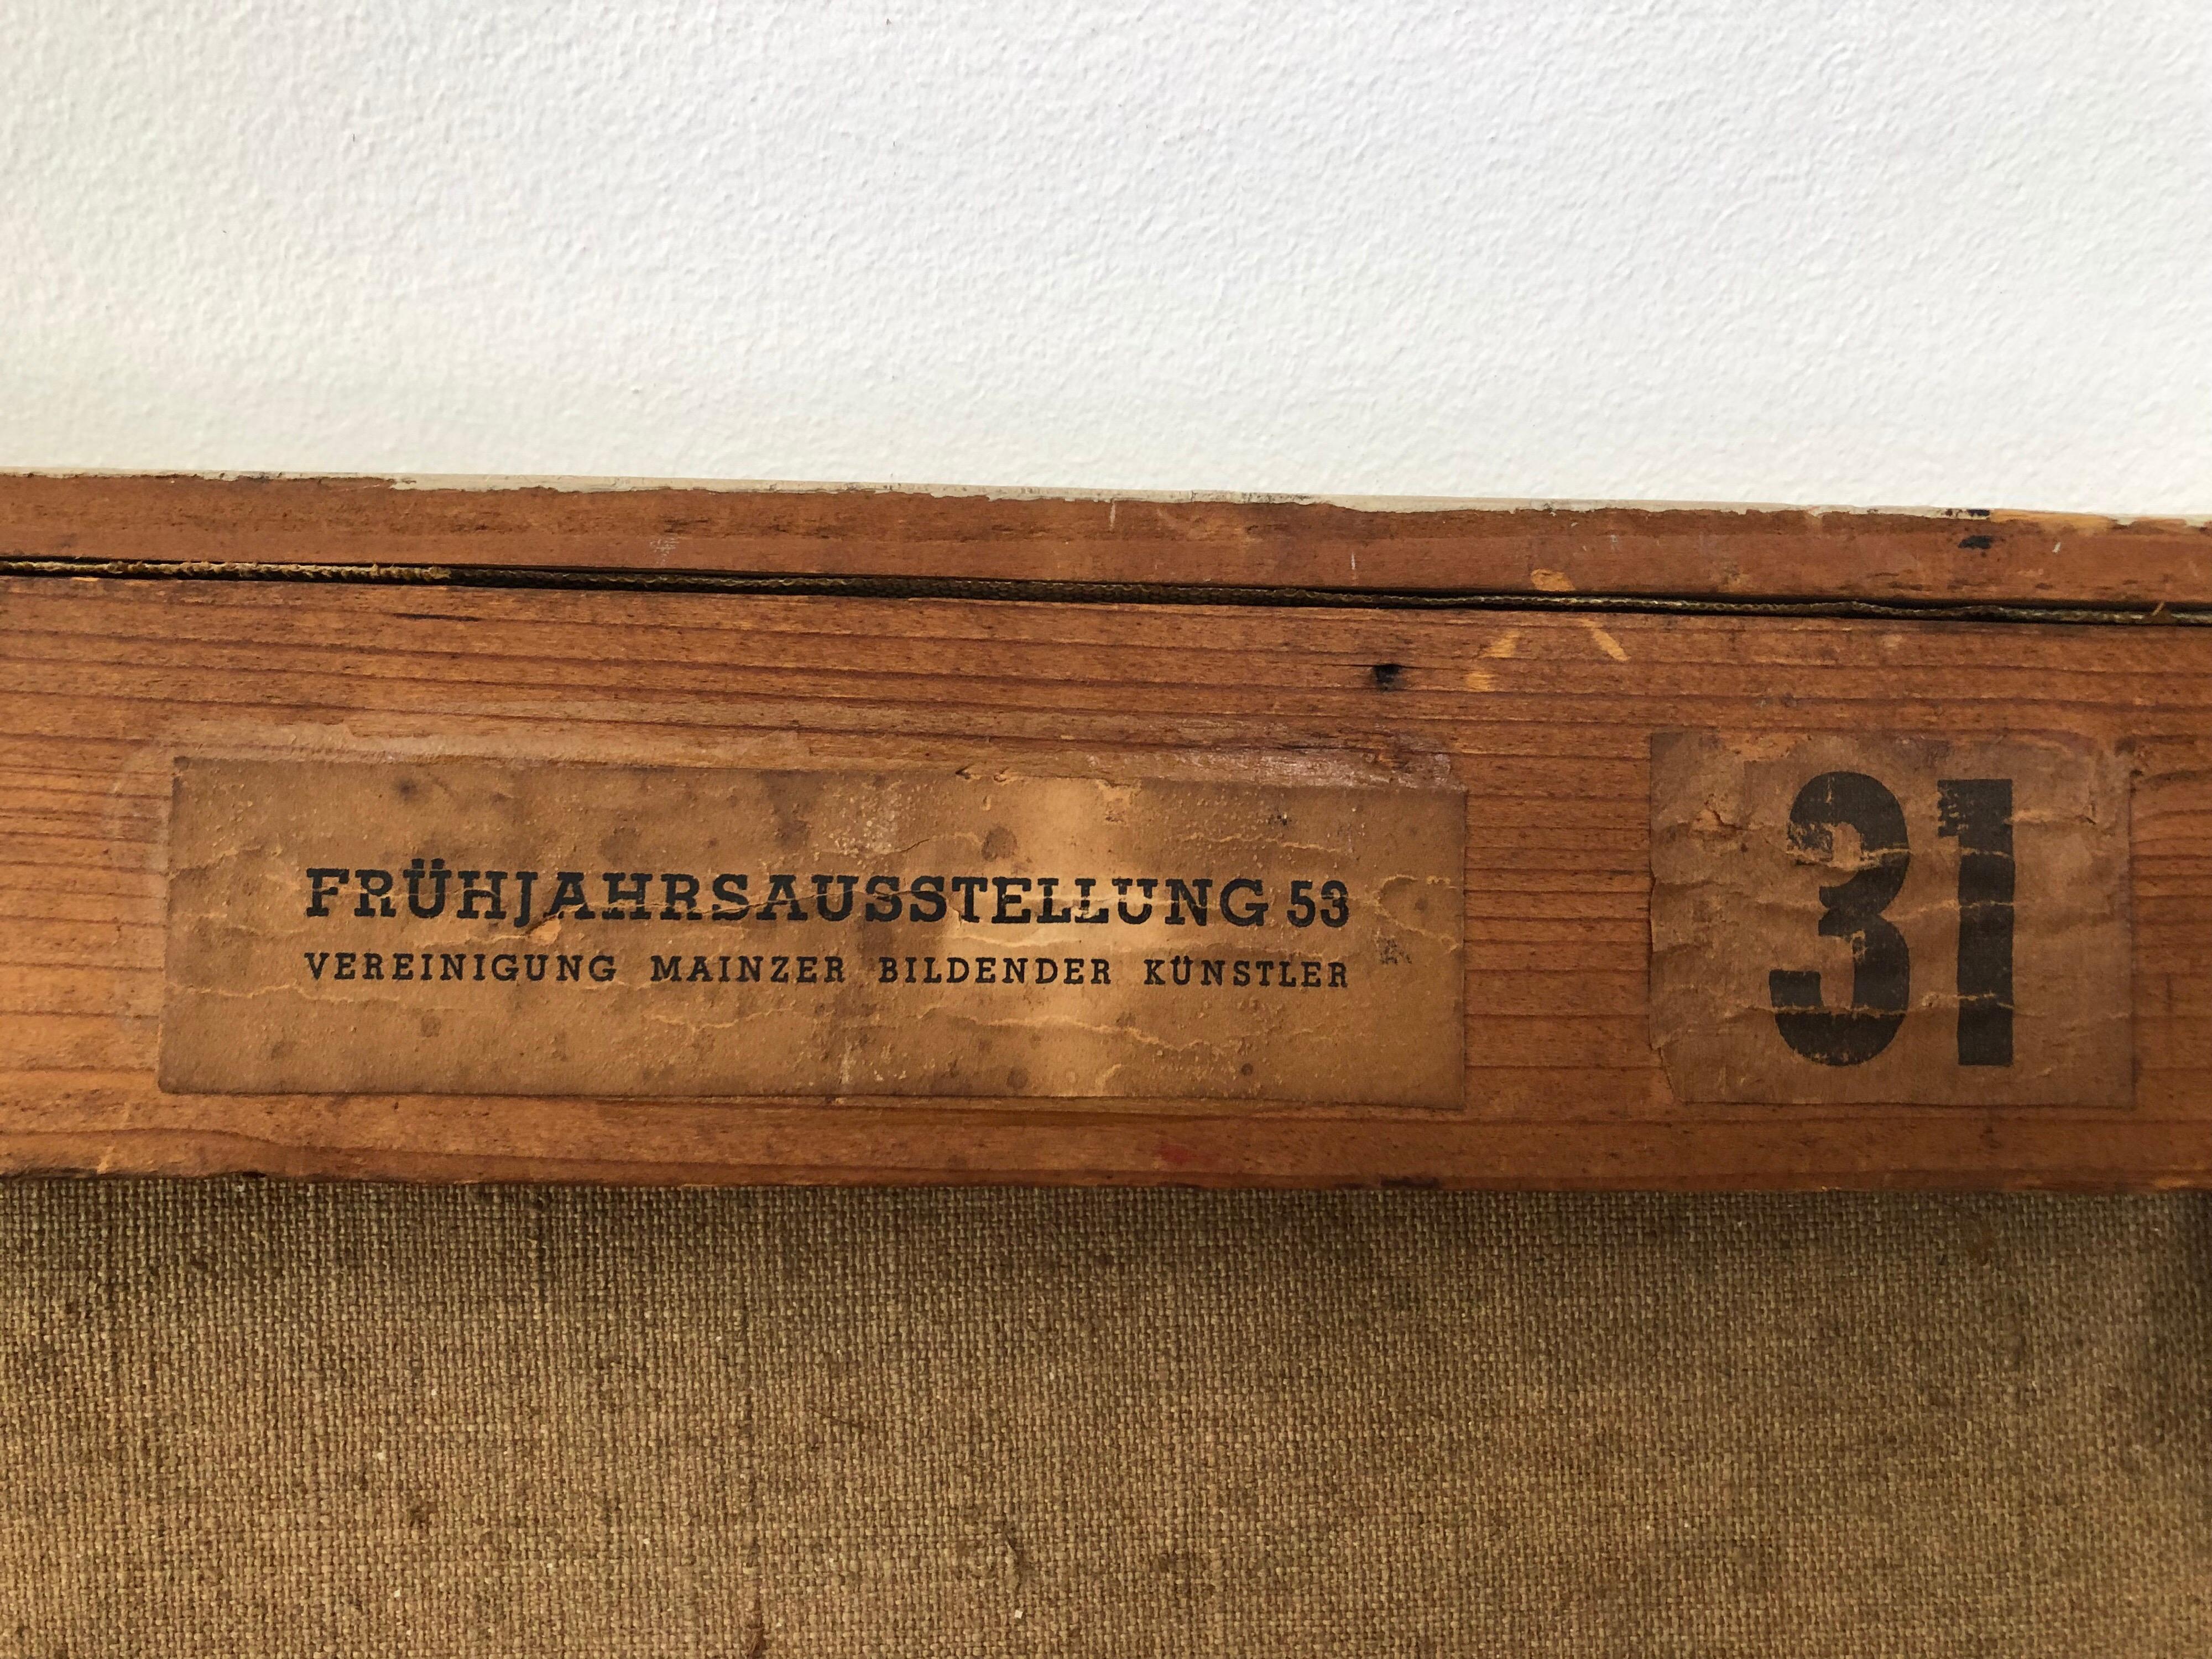 FRÜHJAHRSAUSSTELLUNG 53
VEREINIGUNG MAINZER BILDENDER KÜNSTLER
31